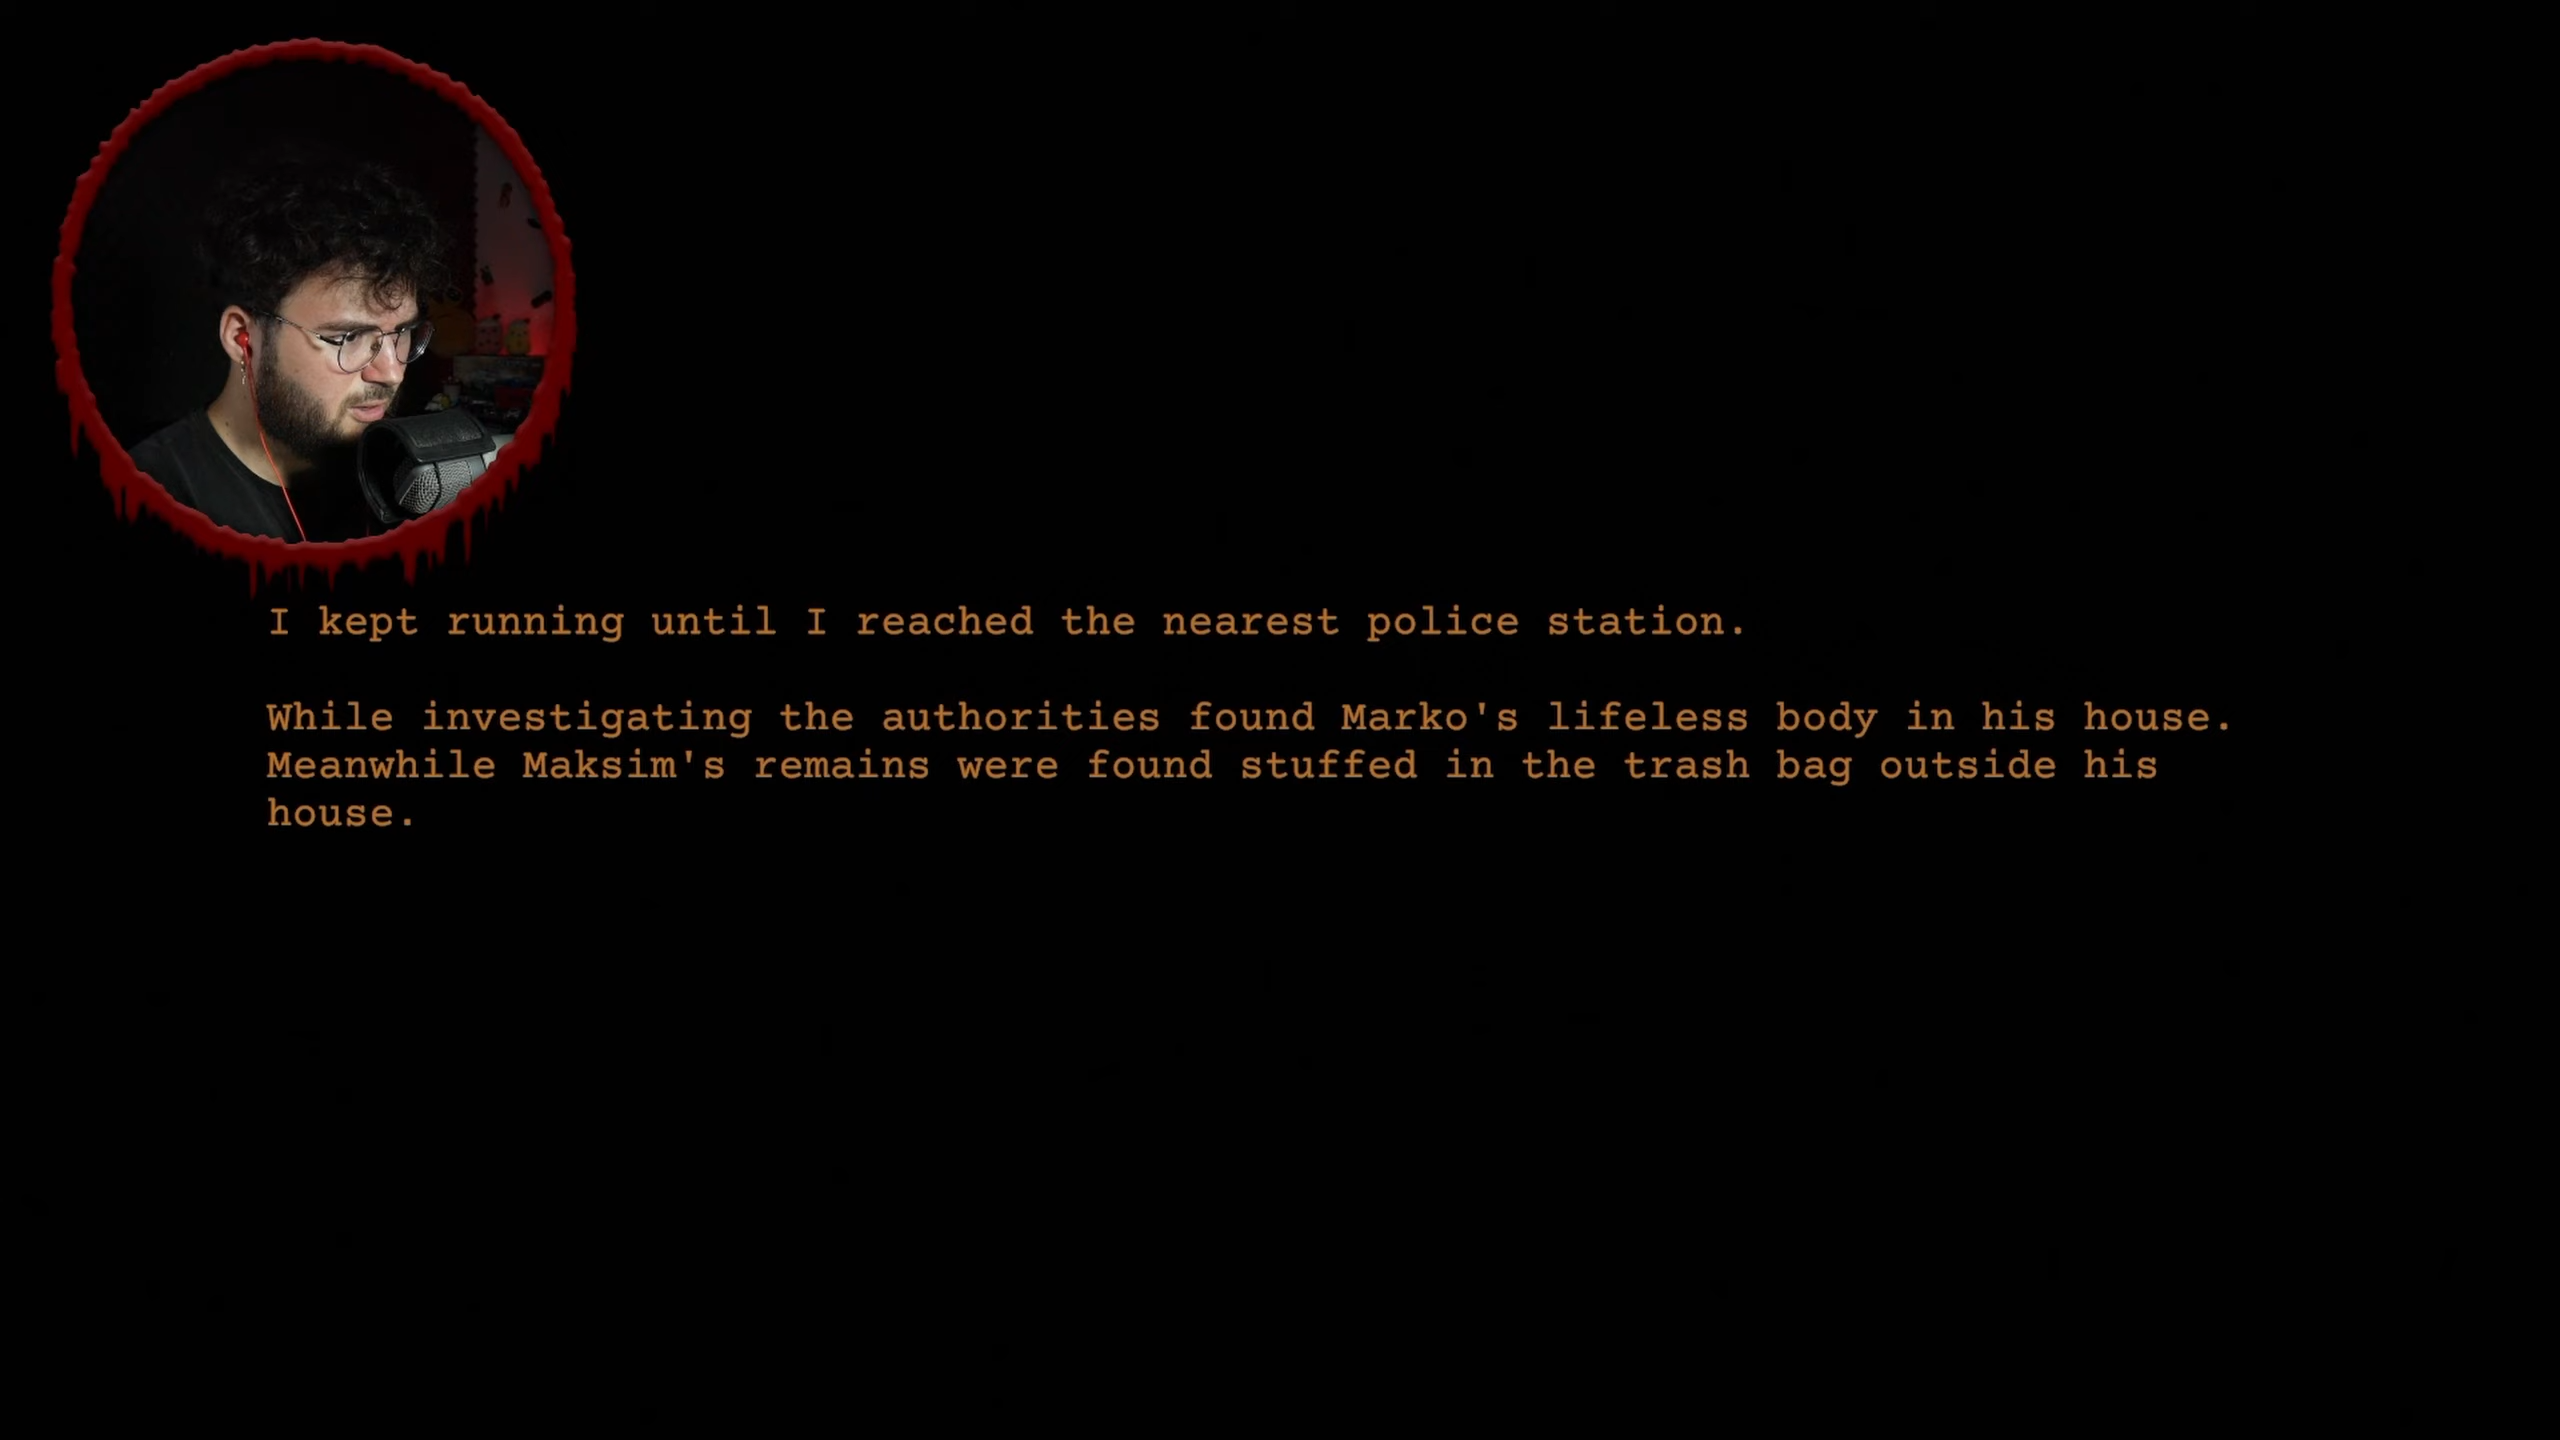 I kept running until I reached the nearest police station.
While investigating the authorities found Marko's lifeless body in his house.
Meanwhile Maksim's remains were found stuffed in the trash bag outside his
house.